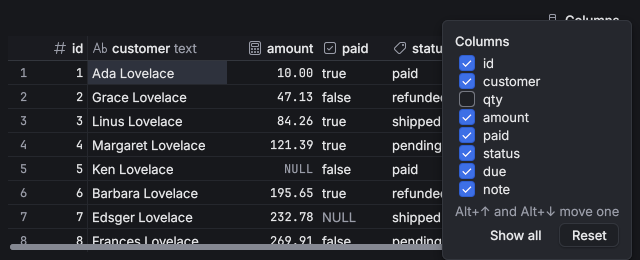 Columns
id customer text amount paid statu
1 1 Ada Lovelace 10.00 true paid
2 2 Grace Lovelace 47.13 false refunded
3 3 Linus Lovelace 84.26 true shipped
4 4 Margaret Lovelace 121.39 true pending
5 5 Ken Lovelace NULL false paid
6 6 Barbara Lovelace 195.65 true refunded
7 7 Edsger Lovelace 232.78 NULL shipped
8 8 Frances Lovelace 269.91 false pending
Columns
id
customer
qty
amount
paid
status
due
note
Alt+↑ and Alt+↓ move one
Show all Reset